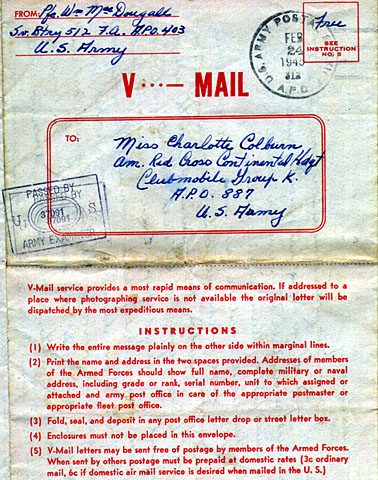 FROM: Pfc. Wm Mac Dougall
Sv. Btry 512 F.A. A.P.O. 403
U.S. Army
U.S. ARMY POSTAL
FEB
24
1945
512
A.P.O.
Free
SEE
INSTRUCTION
NO. 5
V···— MAIL
TO:
Miss Charlotte Colburn
Am. Red Cross Continental Hdqt
Clubmobile Group K.
A.P.O. 887
U.S. Army
PASSED BY
PASSED BY
U. S.
37091
ARMY EXAMINER
V-Mail service provides a most rapid means of communication. If addressed to a
place where photographing service is not available the original letter will be
dispatched by the most expeditious means.
INSTRUCTIONS
(1) Write the entire message plainly on the other side within marginal lines.
(2) Print the name and address in the two spaces provided. Addresses of members
of the Armed Forces should show full name, complete military or naval
address, including grade or rank, serial number, unit to which assigned or
attached and army post office in care of the appropriate postmaster or
appropriate fleet post office.
(3) Fold, seal, and deposit in any post office letter drop or street letter box.
(4) Enclosures must not be placed in this envelope.
(5) V-Mail letters may be sent free of postage by members of the Armed Forces.
When sent by others postage must be prepaid at domestic rates (3c ordinary
mail, 6c if domestic air mail service is desired when mailed in the U. S.)